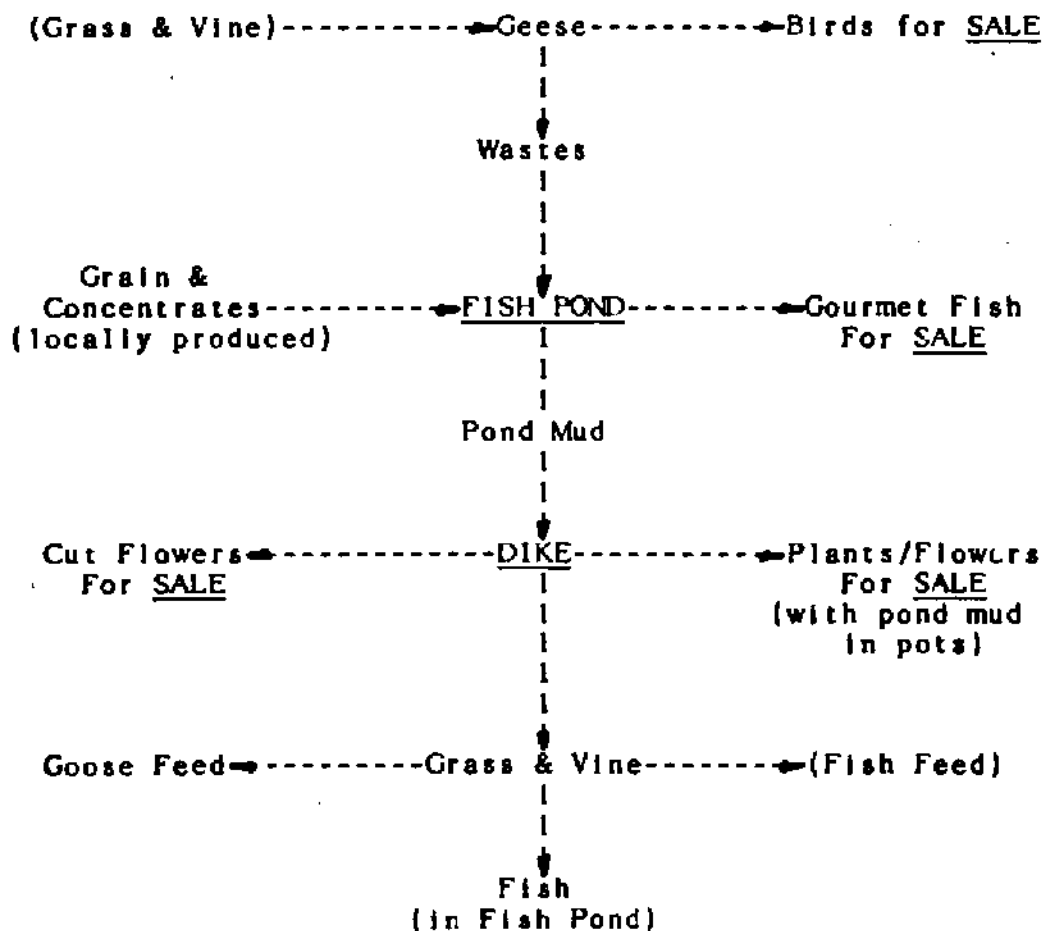 (Grass & Vine) Geese Birds for SALE
Wastes
Grain &
Concentrates
(locally produced)
FISH POND
Gourmet Fish
For SALE
Pond Mud
Cut Flowers
For SALE
DIKE
Plants/Flowers
For SALE
(with pond mud
in pots)
Goose Feed Grass & Vine (Fish Feed)
Fish
(in Fish Pond)